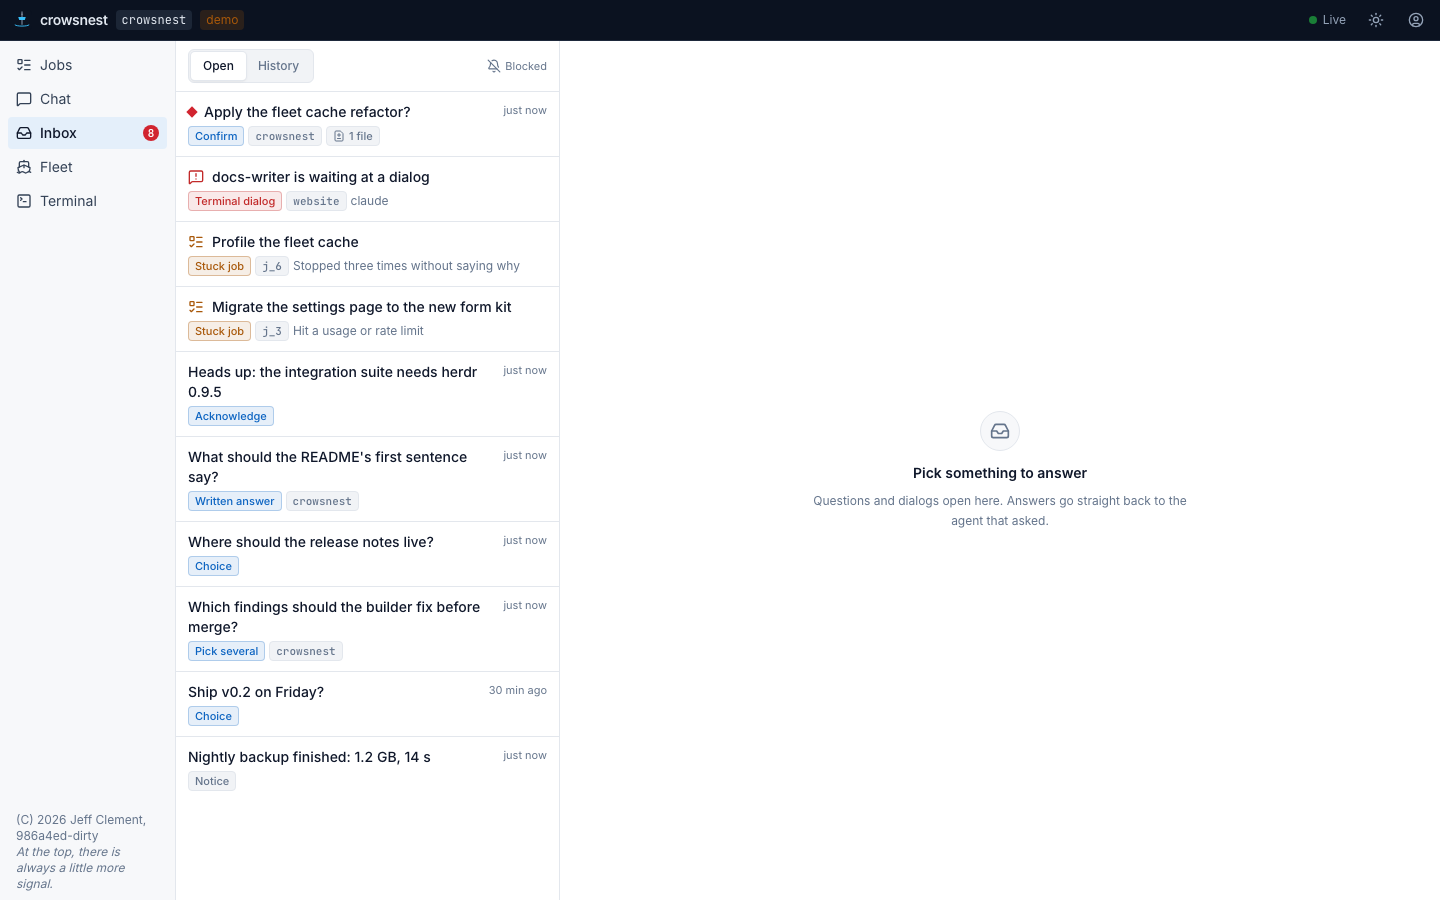 crowsnest crowsnest demo
Live
Jobs
Chat
Inbox 8
Fleet
Terminal
Open History
Blocked
Apply the fleet cache refactor? just now
Confirm crowsnest 1 file
docs-writer is waiting at a dialog
Terminal dialog website claude
Profile the fleet cache
Stuck job j_6 Stopped three times without saying why
Migrate the settings page to the new form kit
Stuck job j_3 Hit a usage or rate limit
Heads up: the integration suite needs herdr just now
0.9.5
Acknowledge
What should the README's first sentence just now
say?
Written answer crowsnest
Where should the release notes live? just now
Choice
Which findings should the builder fix before just now
merge?
Pick several crowsnest
Ship v0.2 on Friday? 30 min ago
Choice
Nightly backup finished: 1.2 GB, 14 s just now
Notice
Pick something to answer
Questions and dialogs open here. Answers go straight back to the
agent that asked.
(C) 2026 Jeff Clement,
986a4ed-dirty
At the top, there is
always a little more
signal.